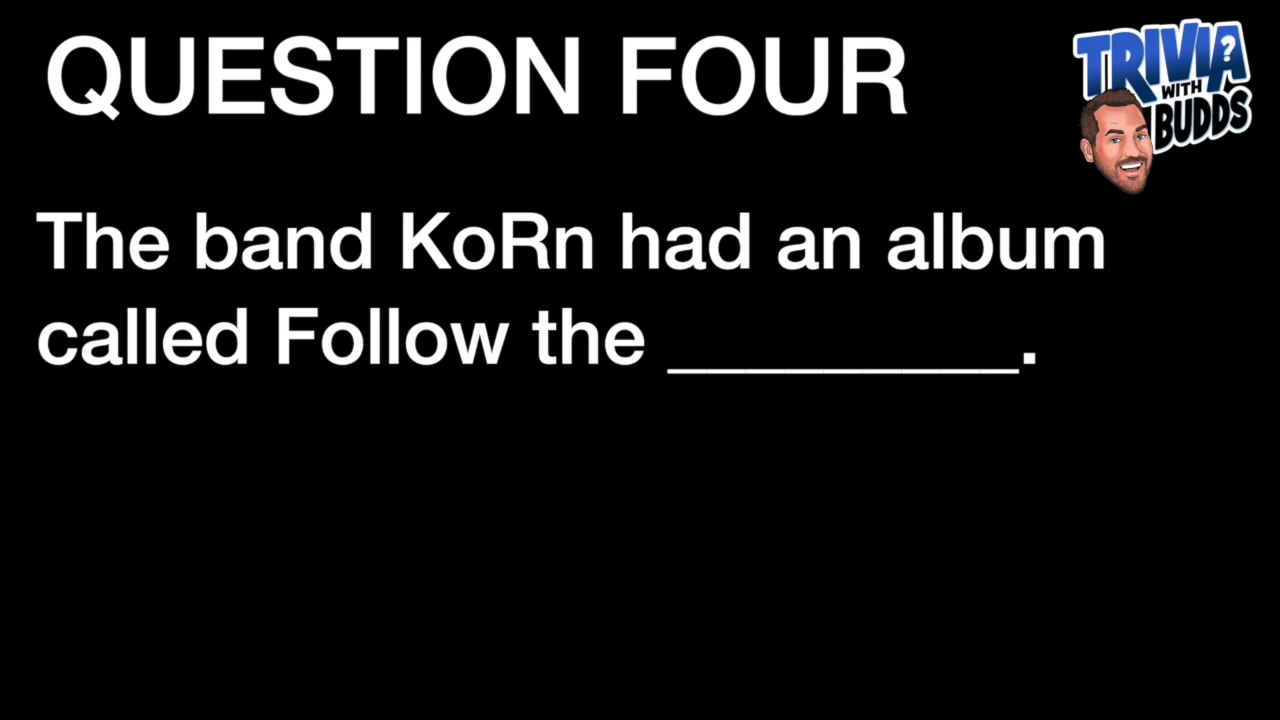 QUESTION FOUR
TRIVIA
WITH
BUDDS
The band KoRn had an album
called Follow the _________.